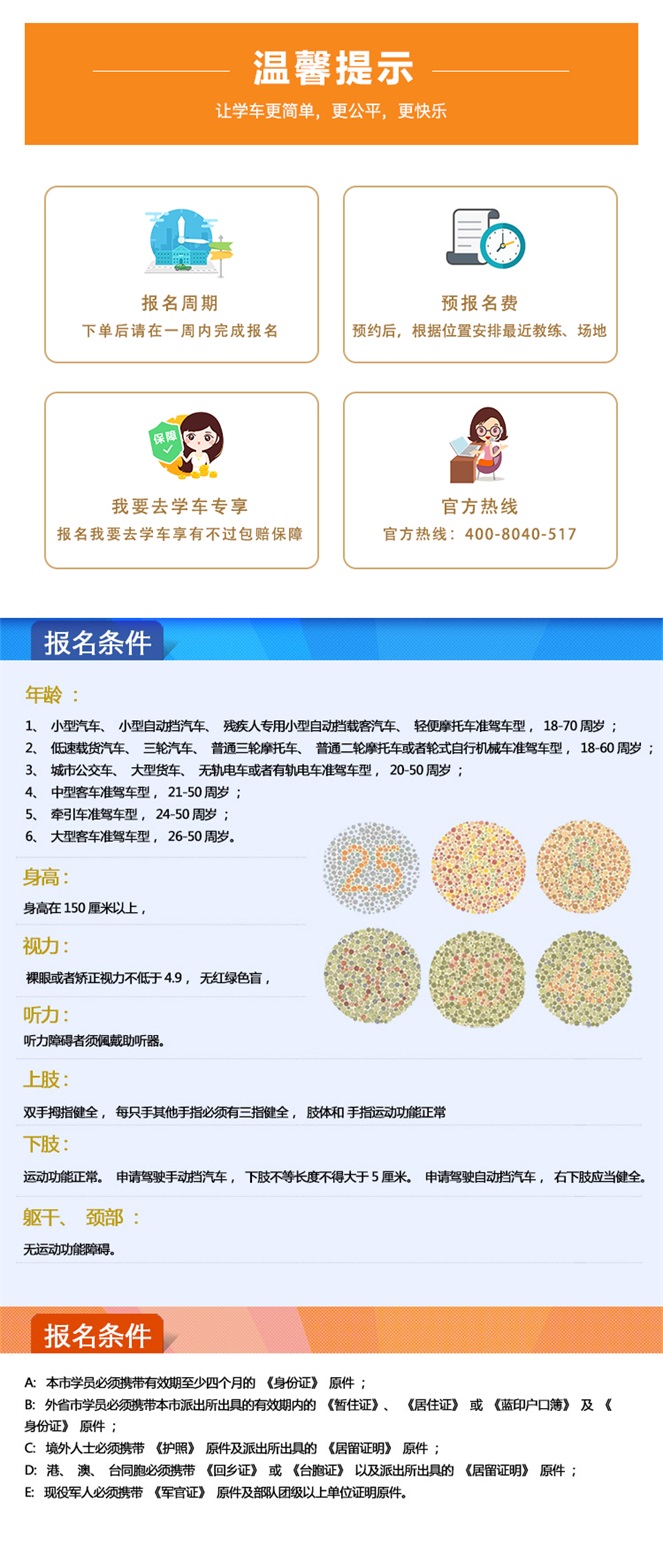 温馨提示
让学车更简单，更公平，更快乐
报名周期
下单后请在一周内完成报名
预报名费
预约后，根据位置安排最近教练、场地
保障
我要去学车专享
报名我要去学车享有不过包赔保障
官方热线
官方热线：400-8040-517
报名条件
年龄：
1、 小型汽车、 小型自动挡汽车、 残疾人专用小型自动挡载客汽车、 轻便摩托车准驾车型， 18-70 周岁；
2、 低速载货汽车、 三轮汽车、 普通三轮摩托车、 普通二轮摩托车或者轮式自行机械车准驾车型， 18-60 周岁；
3、 城市公交车、 大型货车、 无轨电车或者有轨电车准驾车型， 20-50 周岁；
4、 中型客车准驾车型， 21-50 周岁；
5、 牵引车准驾车型， 24-50 周岁；
6、 大型客车准驾车型， 26-50 周岁。
25 6 8
身高：
身高在 150 厘米以上，
视力：
裸眼或者矫正视力不低于 4.9， 无红绿色盲，
听力：
听力障碍者须佩戴助听器。
上肢：
双手拇指健全， 每只手其他手指必须有三指健全， 肢体和 手指运动功能正常
下肢：
运动功能正常。 申请驾驶手动挡汽车， 下肢不等长度不得大于 5 厘米。 申请驾驶自动挡汽车， 右下肢应当健全。
躯干、 颈部：
无运动功能障碍。
报名条件
A: 本市学员必须携带有效期至少四个月的 《身份证》 原件；
B: 外省市学员必须携带本市派出所出具的有效期内的 《暂住证》、 《居住证》 或 《蓝印户口簿》 及 《
身份证》 原件；
C: 境外人士必须携带 《护照》 原件及派出所出具的 《居留证明》 原件；
D: 港、 澳、 台同胞必须携带 《回乡证》 或 《台胞证》 以及派出所出具的 《居留证明》 原件；
E: 现役军人必须携带 《军官证》 原件及部队团级以上单位证明原件。